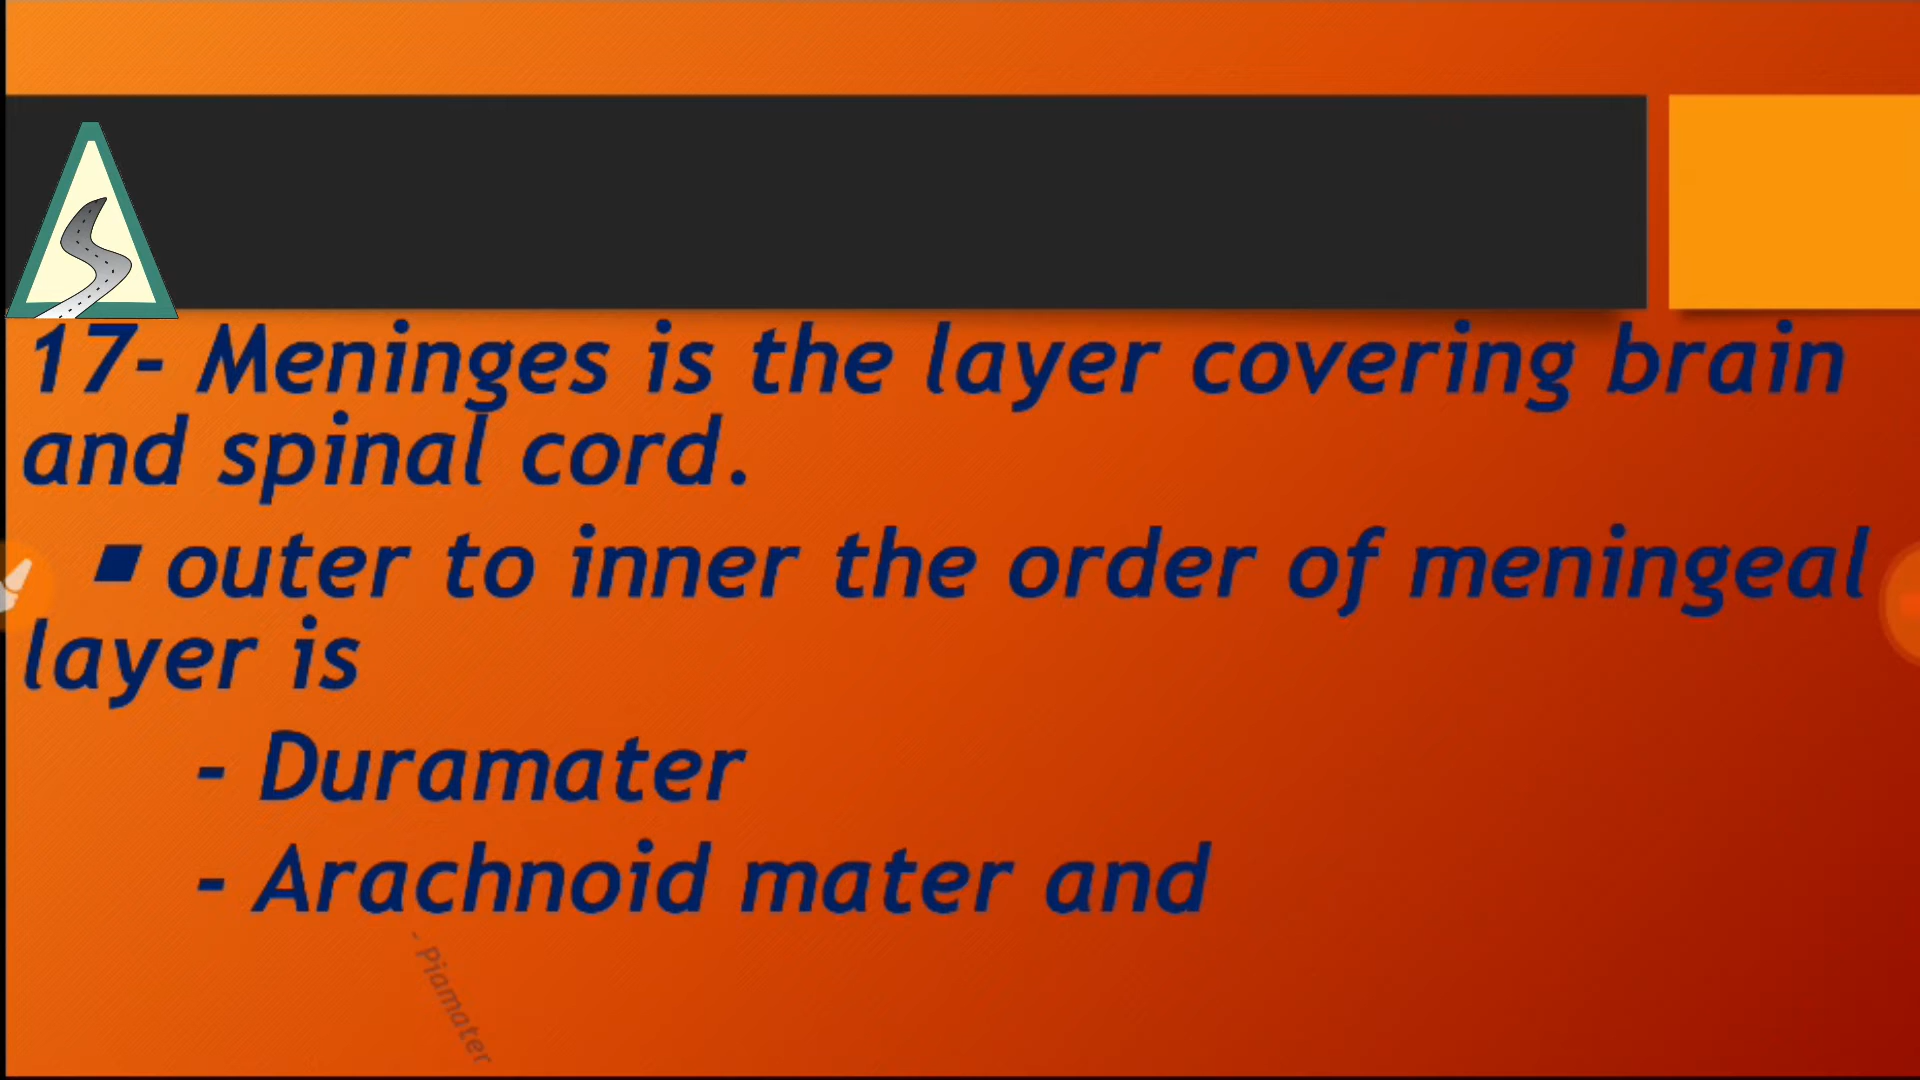 17- Meninges is the layer covering brain
and spinal cord.
▪ outer to inner the order of meningeal
layer is
- Duramater
- Arachnoid mater and
- Piamater